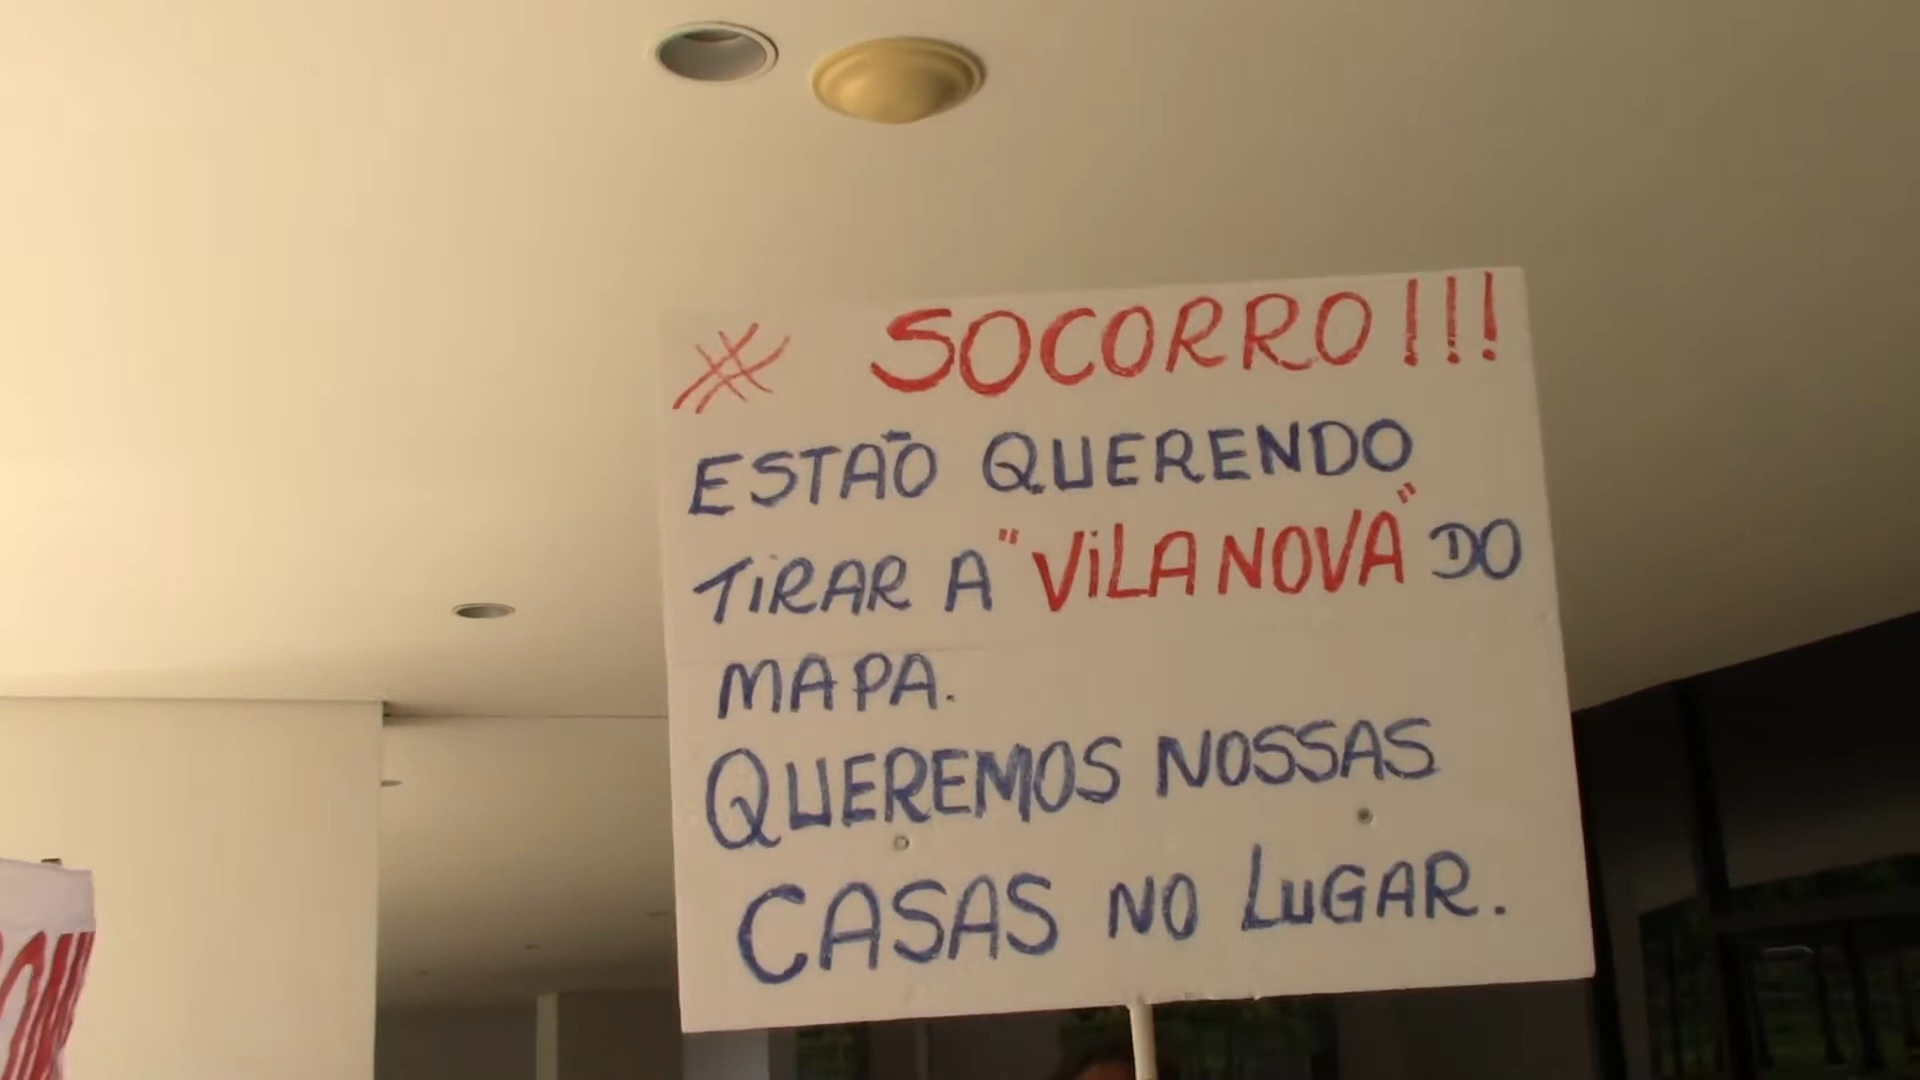 # SOCORRO!!!
ESTÃO QUERENDO
TIRAR A "VILA NOVA" DO
MAPA.
QUEREMOS NOSSAS
CASAS NO LUGAR.